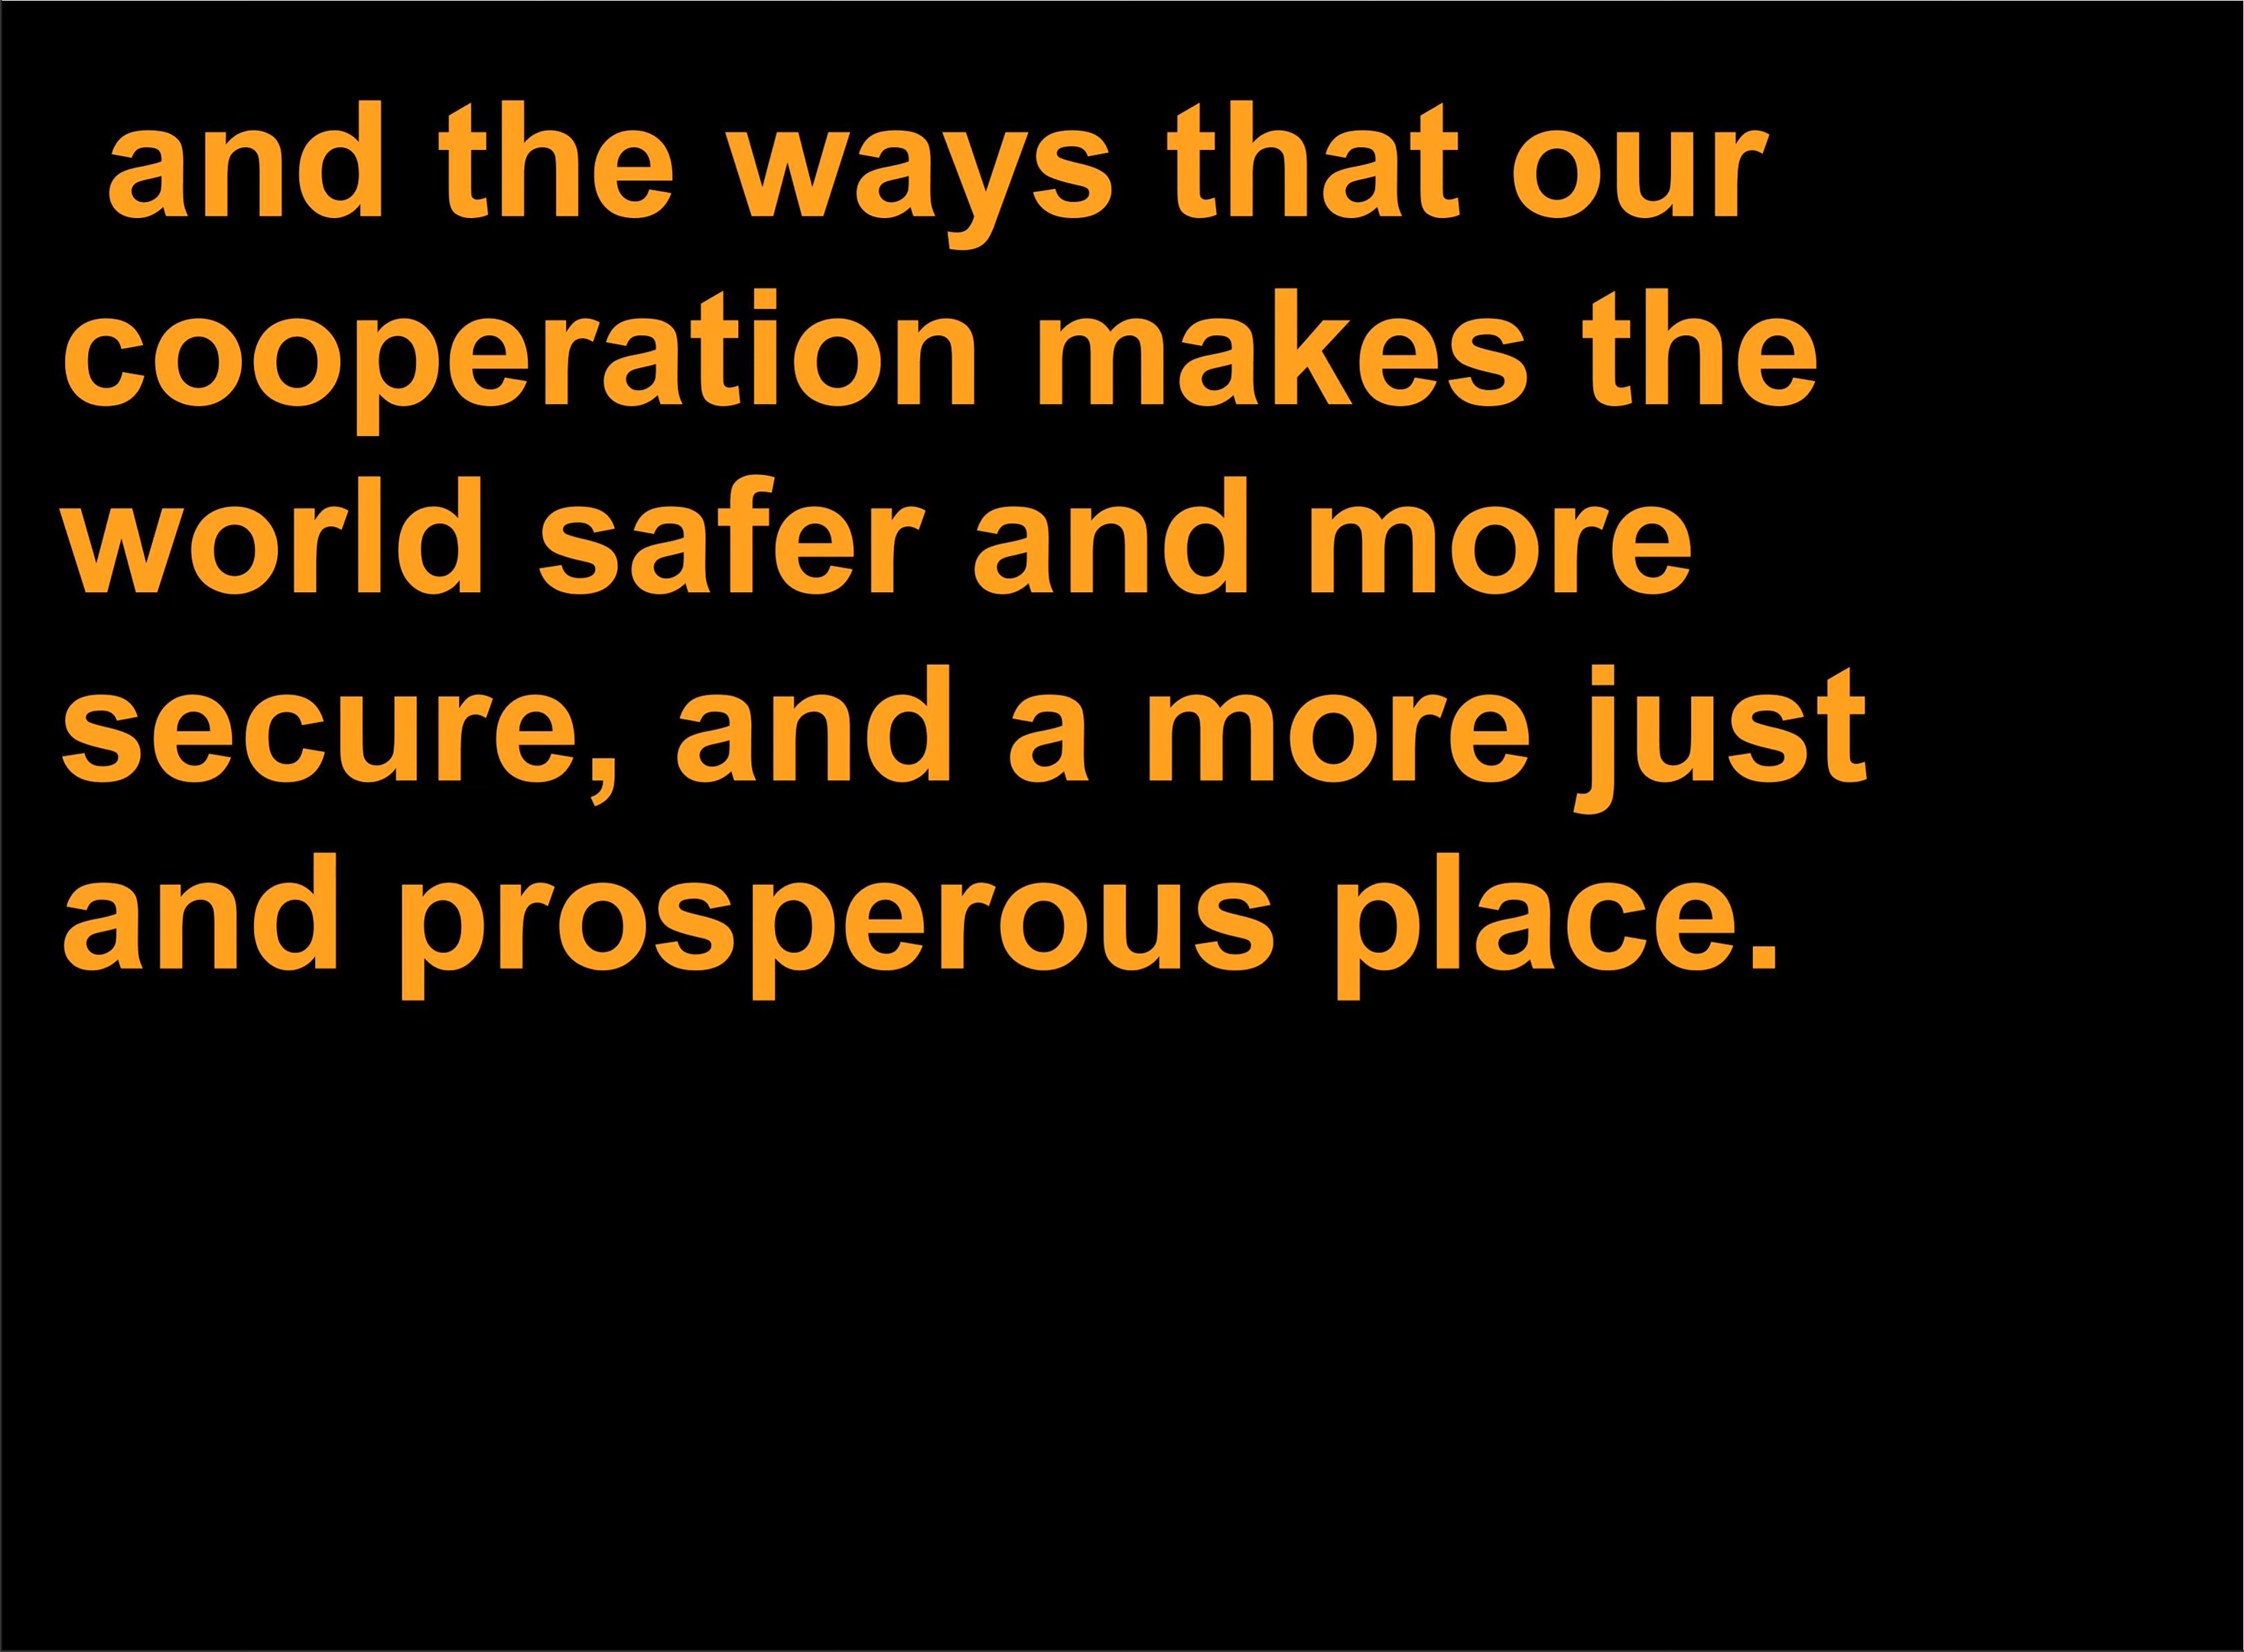 and the ways that our
cooperation makes the
world safer and more
secure, and a more just
and prosperous place.